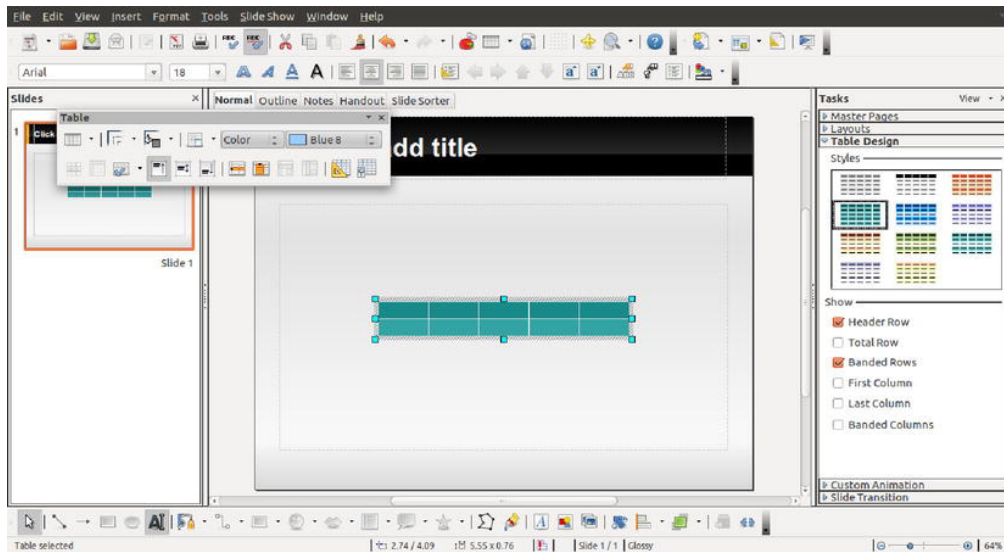 File Edit View Insert Format Tools Slide Show Window Help
Arial 18
Slides
Normal Outline Notes Handout Slide Sorter
Tasks View
Table
1 Click
Color Blue 8
dd title
Slide 1
Master Pages
Layouts
Table Design
Styles
Show
Header Row
Total Row
Banded Rows
First Column
Last Column
Banded Columns
Custom Animation
Slide Transition
Table selected 2.74 / 4.09 5.55 x 0.76 Slide 1 / 1 Glossy 64%